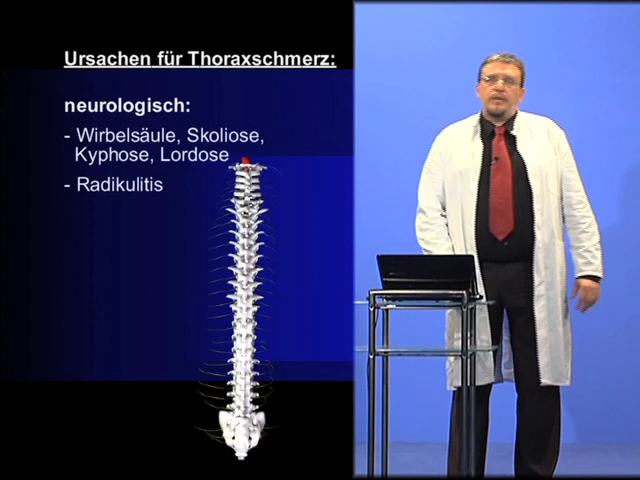 Ursachen für Thoraxschmerz:
neurologisch:
- Wirbelsäule, Skoliose,
Kyphose, Lordose
- Radikulitis